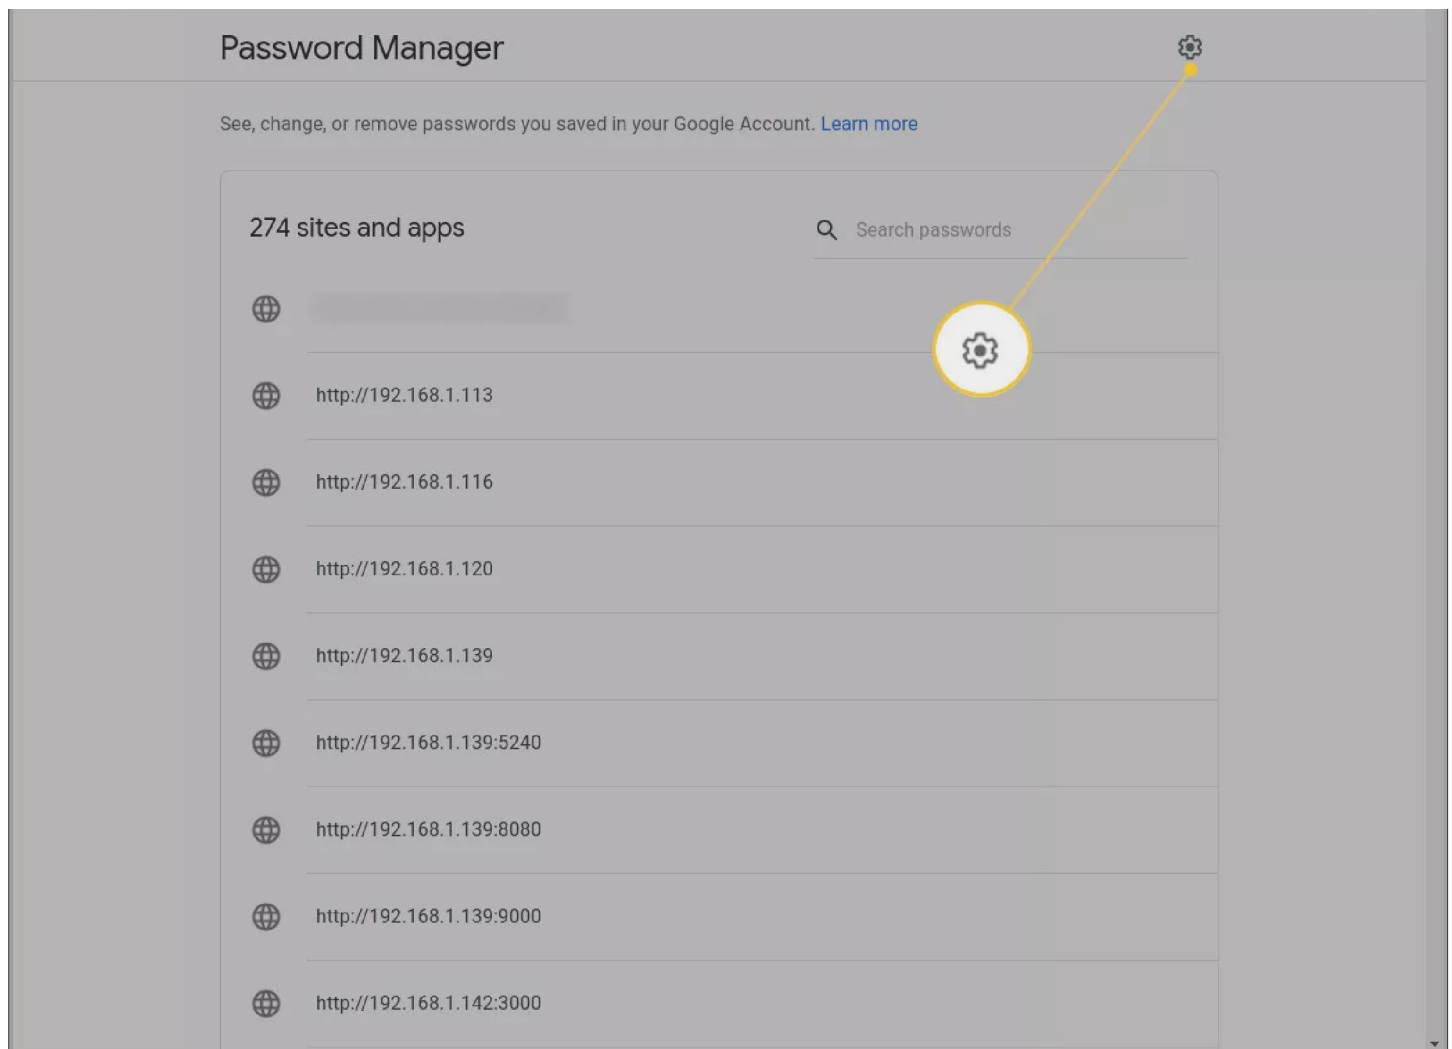 Password Manager
See, change, or remove passwords you saved in your Google Account. Learn more
274 sites and apps
Search passwords
http://192.168.1.113
http://192.168.1.116
http://192.168.1.120
http://192.168.1.139
http://192.168.1.139:5240
http://192.168.1.139:8080
http://192.168.1.139:9000
http://192.168.1.142:3000